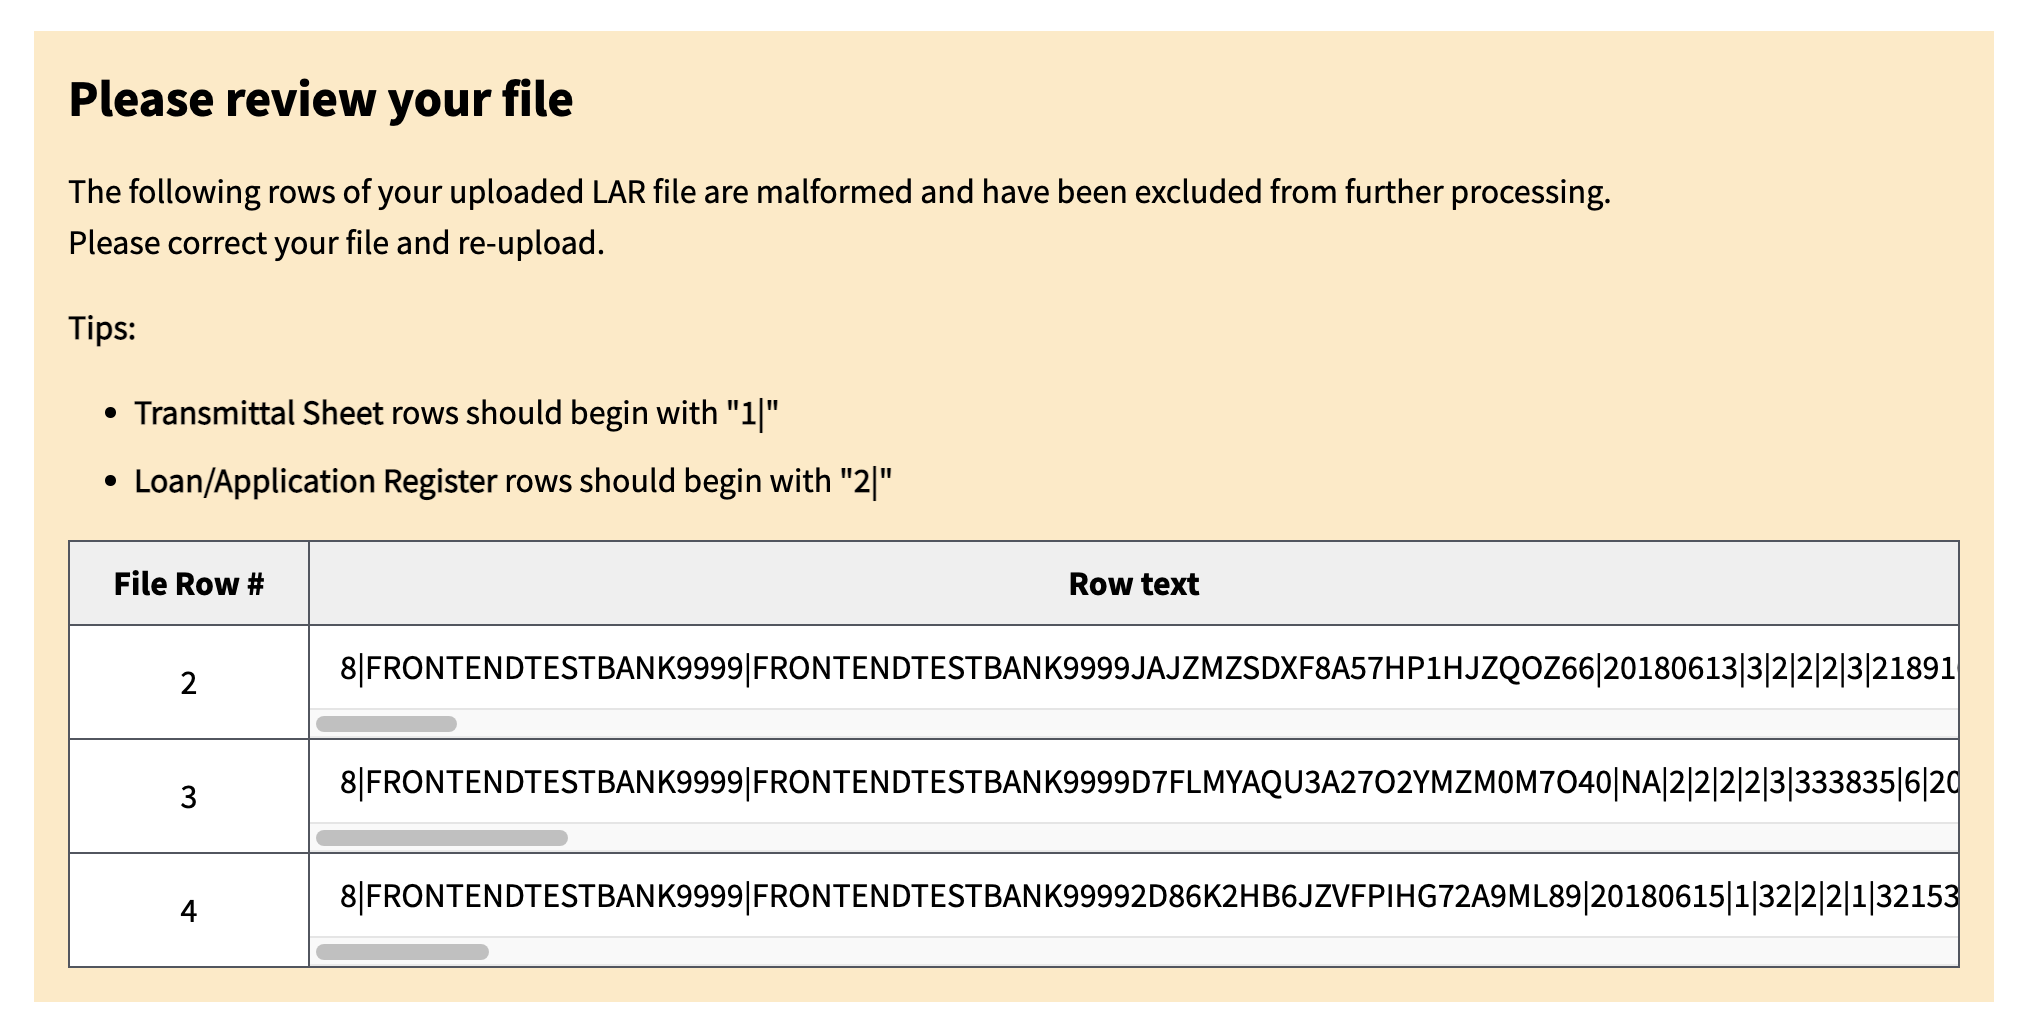 Please review your file
The following rows of your uploaded LAR file are malformed and have been excluded from further processing.
Please correct your file and re-upload.
Tips:
• Transmittal Sheet rows should begin with "1|"
• Loan/Application Register rows should begin with "2|"
File Row # Row text
2 8|FRONTENDTESTBANK9999|FRONTENDTESTBANK9999JAJZMZSDXF8A57HP1HJZQOZ66|20180613|3|2|2|2|3|21891
3 8|FRONTENDTESTBANK9999|FRONTENDTESTBANK9999D7FLMYAQU3A27O2YMZM0M7O40|NA|2|2|2|2|3|333835|6|20
4 8|FRONTENDTESTBANK9999|FRONTENDTESTBANK99992D86K2HB6JZVFPIHG72A9ML89|20180615|1|32|2|2|1|32153